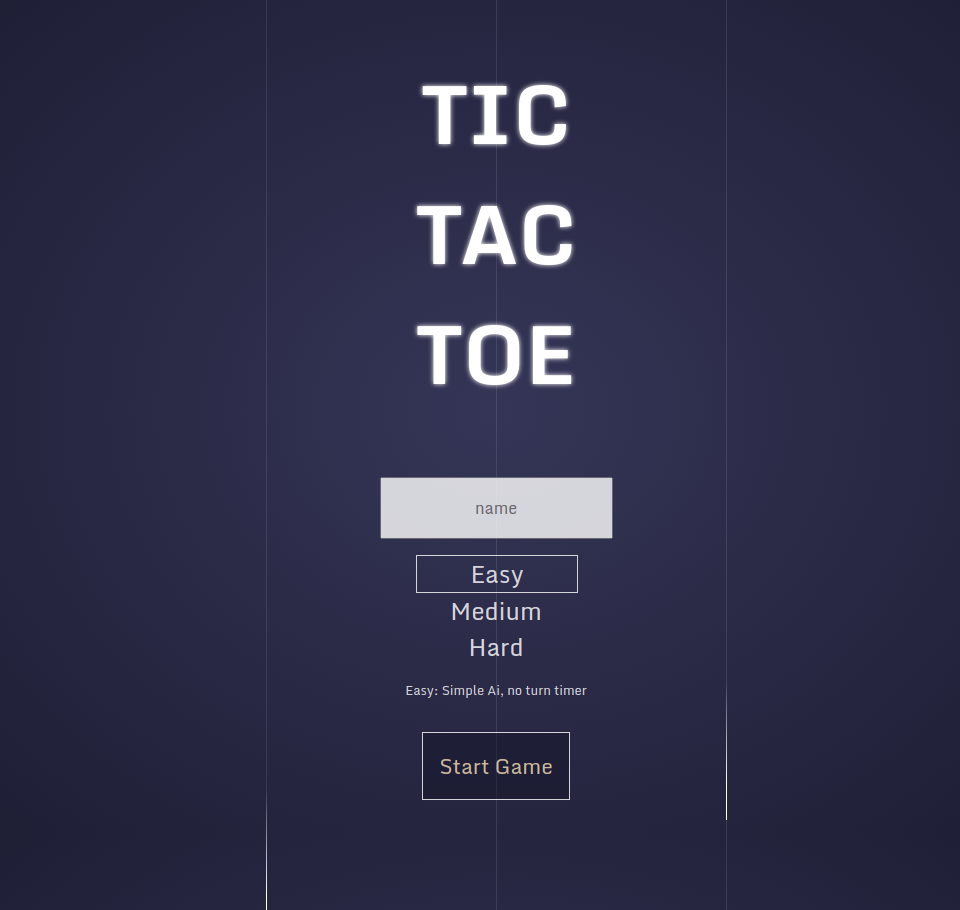 TIC
TAC
TOE
name
Easy
Medium
Hard
Easy: Simple Ai, no turn timer
Start Game